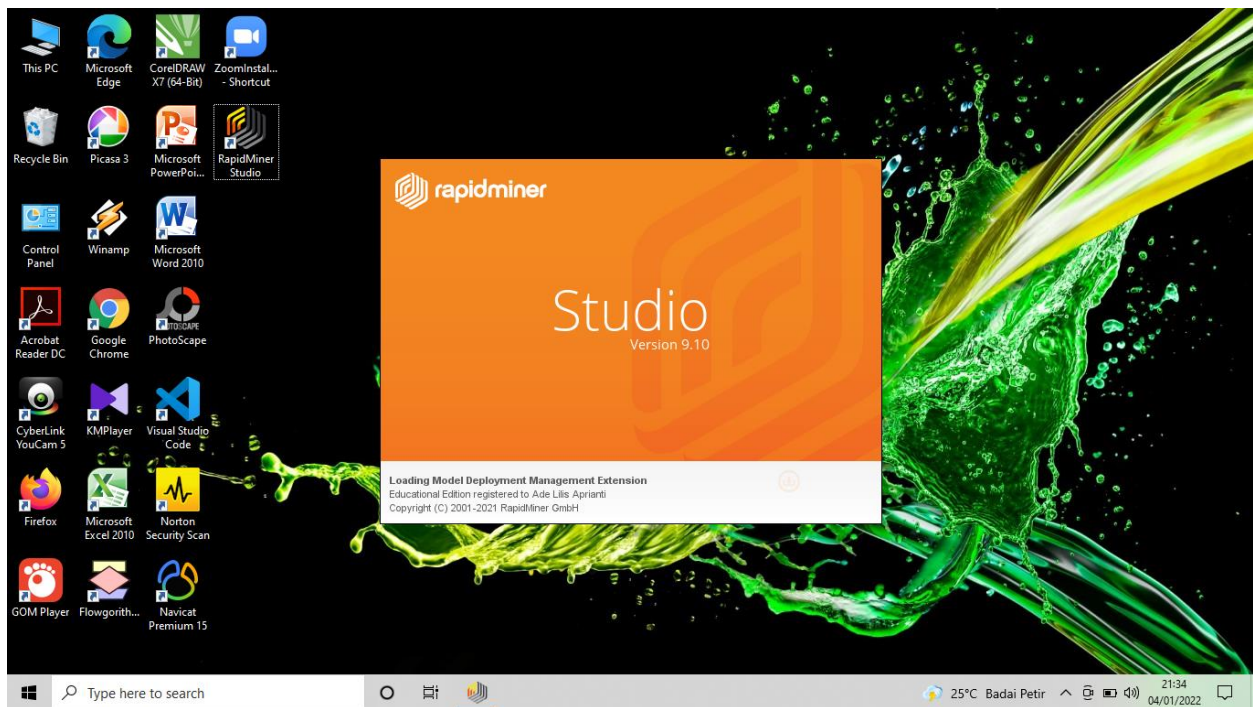 This PC
Microsoft
Edge
CorelDRAW
X7 (64-Bit)
ZoomInstal...
- Shortcut
Recycle Bin
Picasa 3
Microsoft
PowerPoi...
RapidMiner
Studio
Control
Panel
Winamp
Microsoft
Word 2010
Acrobat
Reader DC
Google
Chrome
PhotoScape
CyberLink
YouCam 5
KMPlayer
Visual Studio
Code
Firefox
Microsoft
Excel 2010
Norton
Security Scan
GOM Player
Flowgorith...
Navicat
Premium 15
rapidminer
Studio
Version 9.10
Loading Model Deployment Management Extension
Educational Edition registered to Ade Lilis Aprianti
Copyright (C) 2001-2021 RapidMiner GmbH
Type here to search
25°C Badai Petir
21:34
04/01/2022